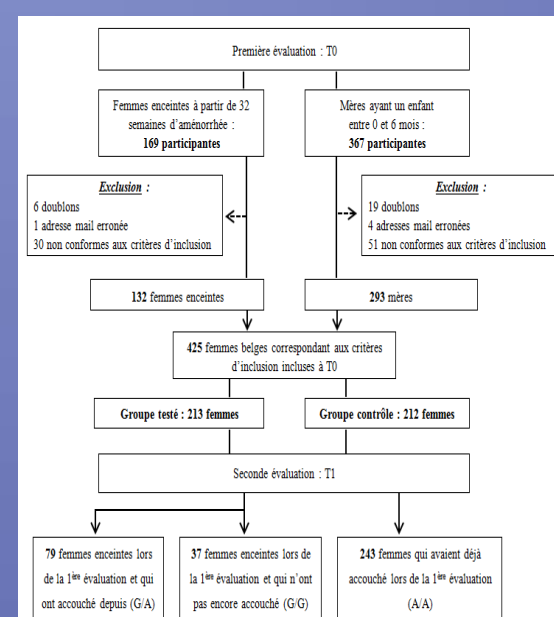 Première évaluation : T0
Femmes enceintes à partir de 32
semaines d'aménorrhée :
169 participantes
Mères ayant un enfant
entre 0 et 6 mois :
367 participantes
Exclusion :
6 doublons
1 adresse mail erronée
30 non conformes aux critères d'inclusion
Exclusion :
19 doublons
4 adresses mail erronées
51 non conformes aux critères d'inclusion
132 femmes enceintes
293 mères
425 femmes belges correspondant aux critères
d'inclusion incluses à T0
Groupe testé : 213 femmes
Groupe contrôle : 212 femmes
Seconde évaluation : T1
79 femmes enceintes lors
de la 1ère évaluation et qui
ont accouché depuis (G/A)
37 femmes enceintes lors de
la 1ère évaluation et qui n'ont
pas encore accouché (G/G)
243 femmes qui avaient déjà
accouché lors de la 1ère évaluation
(A/A)